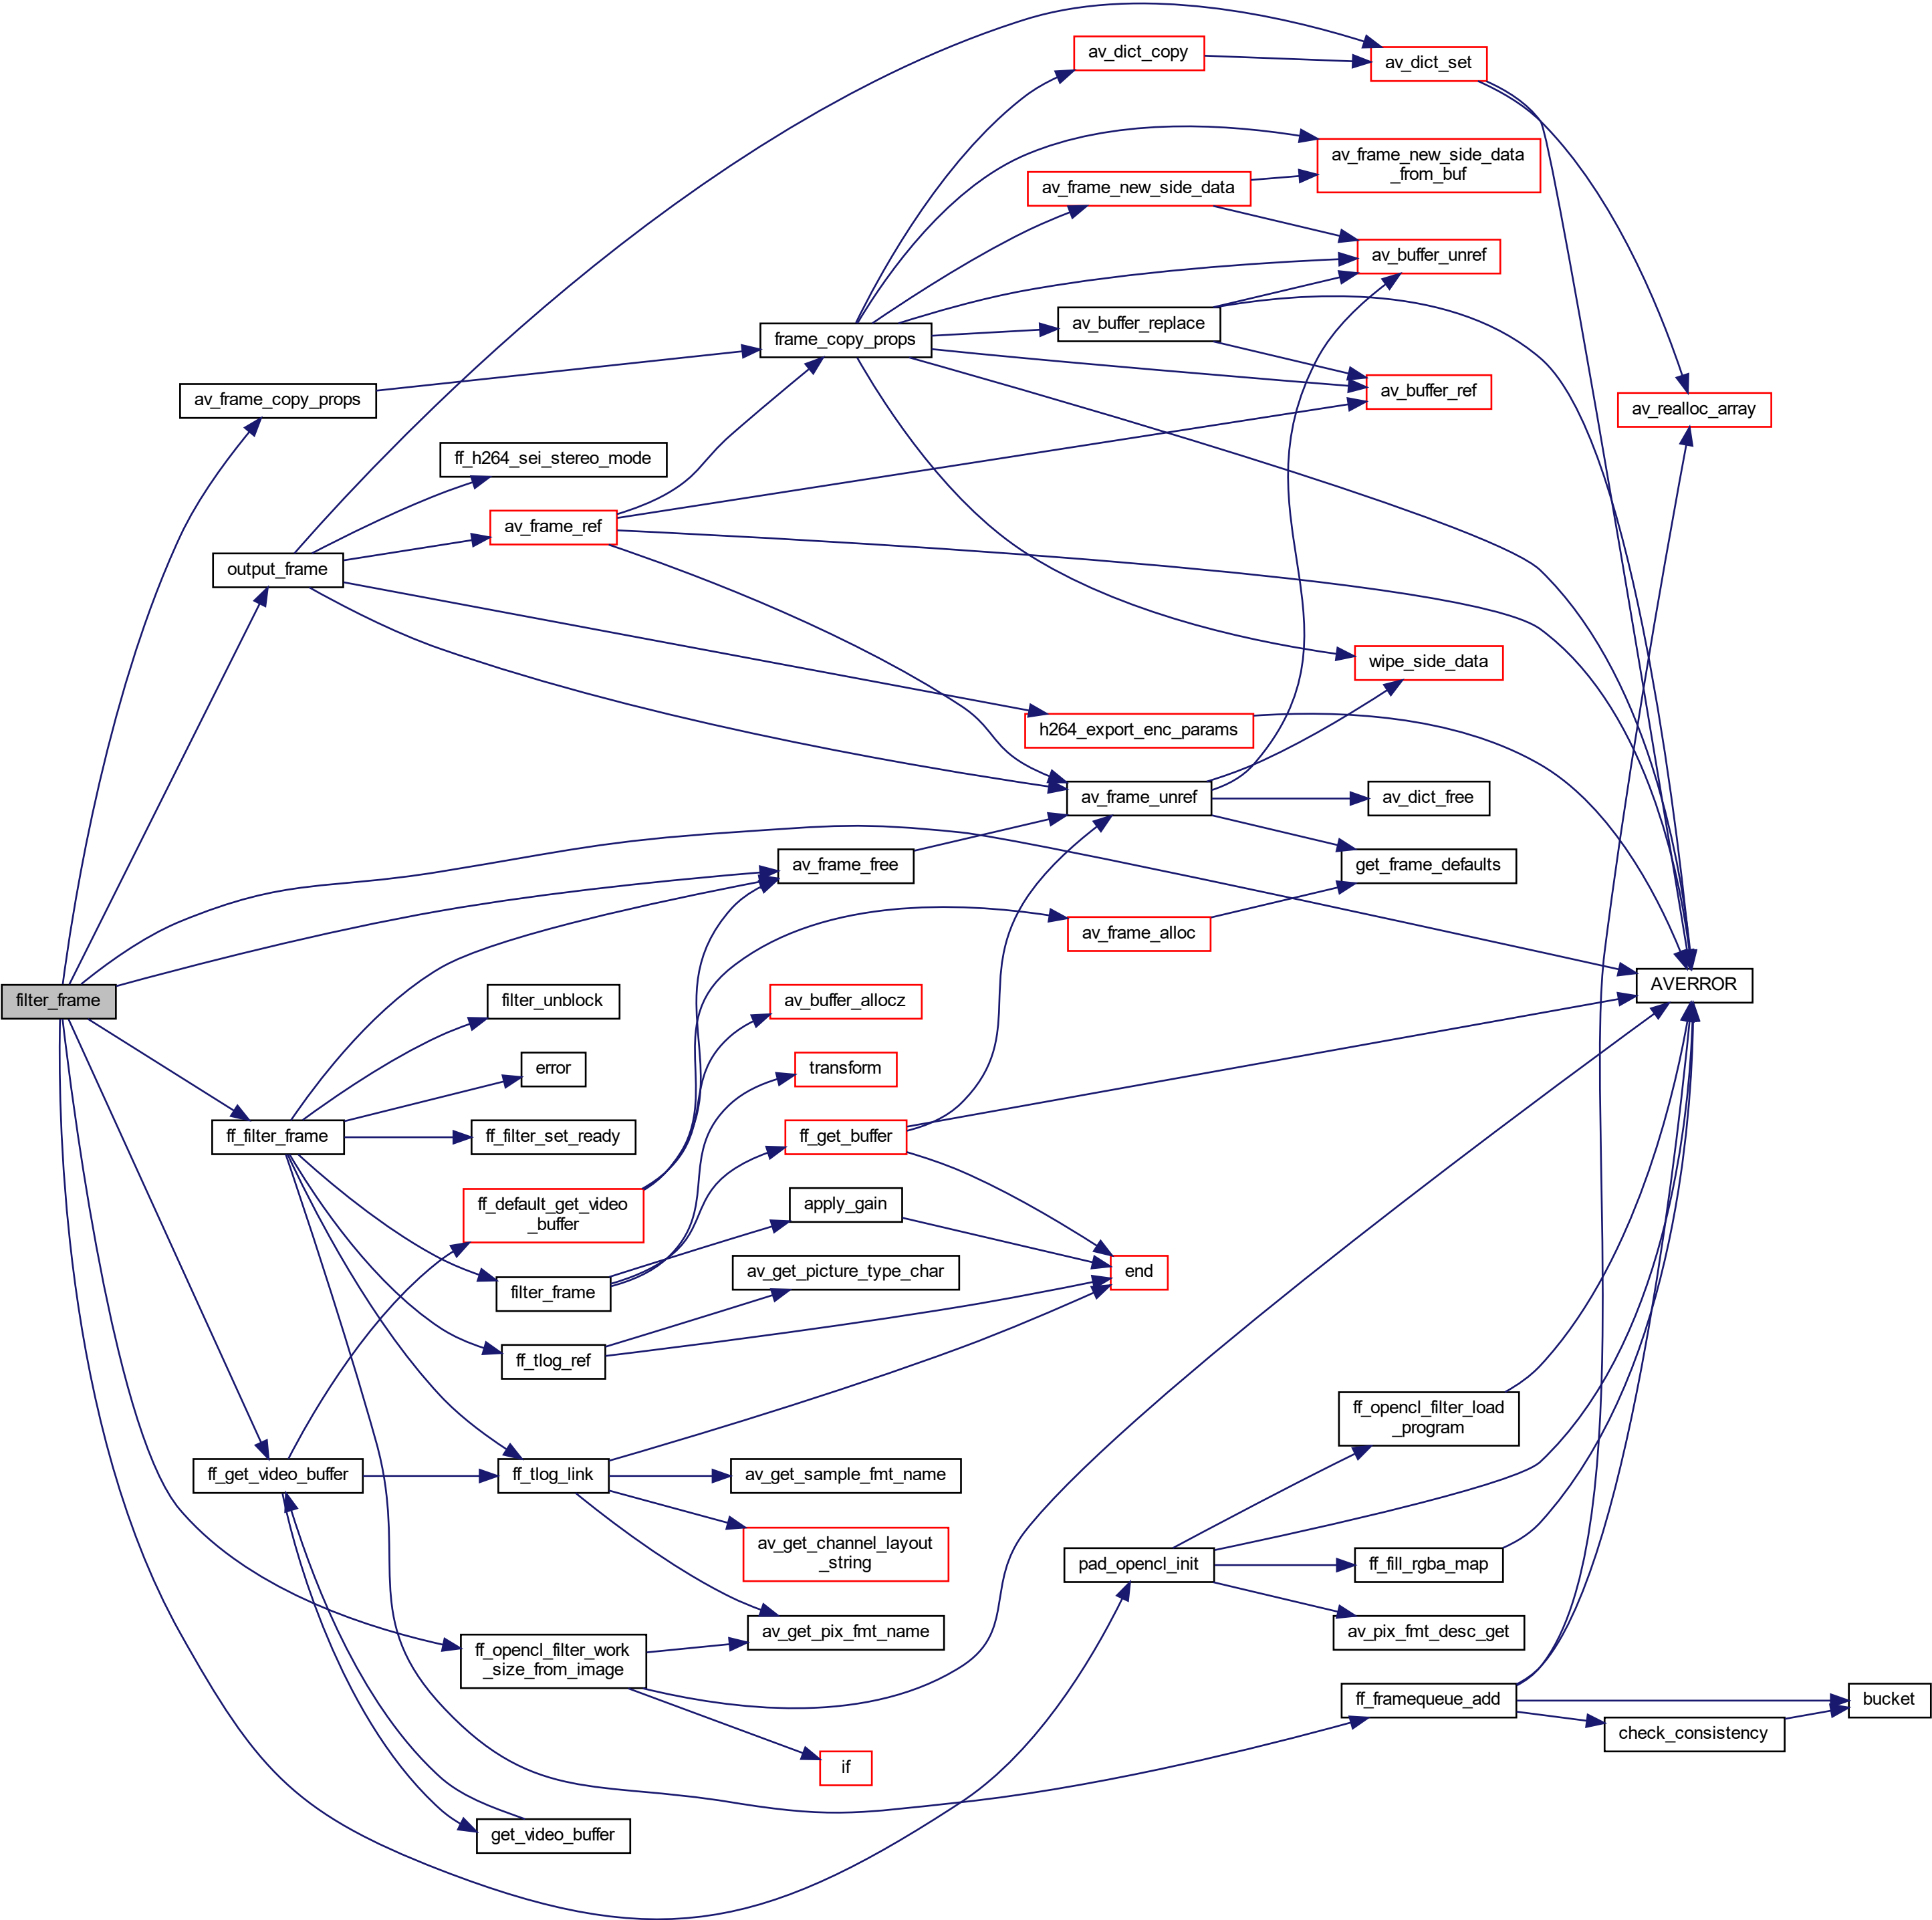 av_dict_copy
av_dict_set
av_frame_new_side_data
_from_buf
av_frame_new_side_data
av_buffer_unref
av_buffer_replace
frame_copy_props
av_buffer_ref
av_frame_copy_props
av_realloc_array
ff_h264_sei_stereo_mode
av_frame_ref
output_frame
wipe_side_data
h264_export_enc_params
av_frame_unref
av_dict_free
av_frame_free
get_frame_defaults
av_frame_alloc
AVERROR
filter_frame
filter_unblock
av_buffer_allocz
error
transform
ff_filter_frame
ff_filter_set_ready
ff_get_buffer
ff_default_get_video
_buffer
apply_gain
av_get_picture_type_char
end
filter_frame
ff_tlog_ref
ff_opencl_filter_load
_program
ff_get_video_buffer
ff_tlog_link
av_get_sample_fmt_name
av_get_channel_layout
_string
pad_opencl_init
ff_fill_rgba_map
av_get_pix_fmt_name
av_pix_fmt_desc_get
ff_opencl_filter_work
_size_from_image
ff_framequeue_add
bucket
check_consistency
if
get_video_buffer